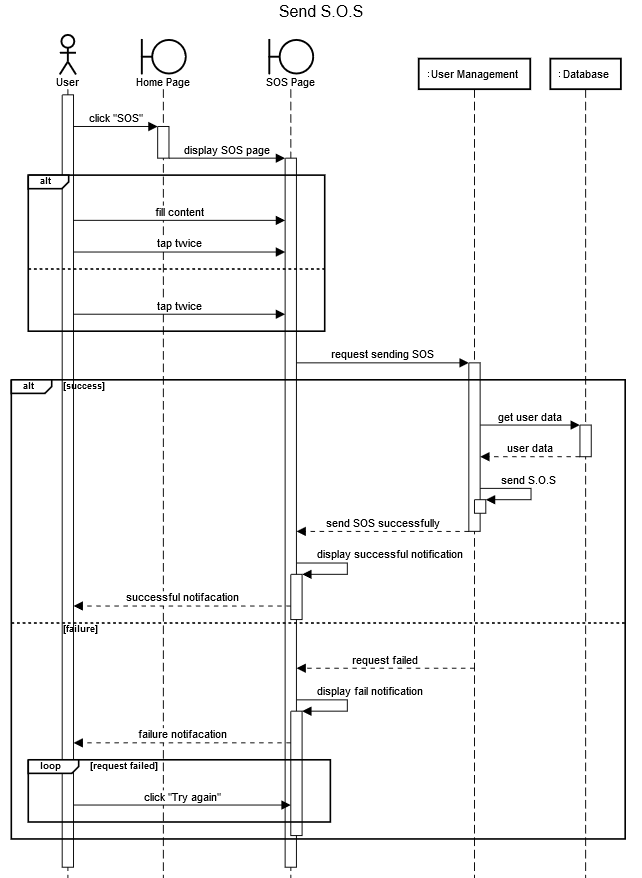 Send S.O.S
User
Home Page
SOS Page
:User Management
:Database
click "SOS"
display SOS page
alt
fill content
tap twice
tap twice
request sending SOS
alt
[success]
get user data
user data
send S.O.S
send SOS successfully
display successful notification
successful notifacation
[failure]
request failed
display fail notification
failure notifacation
loop
[request failed]
click "Try again"